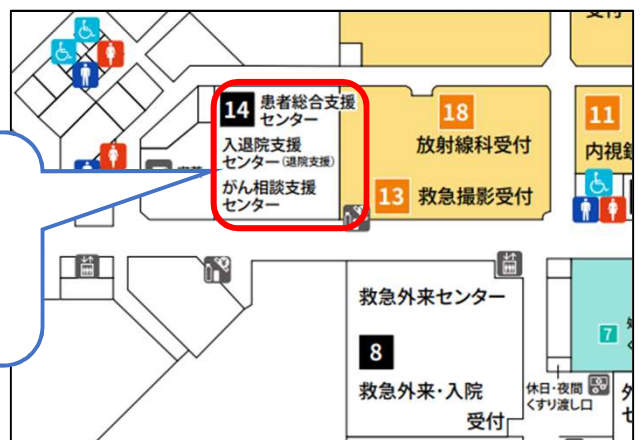 14 患者総合支援
センター
入退院支援
センター(退院支援)
がん相談支援
センター
18
放射線科受付
13 救急撮影受付
11
内視鏡
救急外来センター
8
救急外来・入院
受付
7
休日・夜間
くすり渡し口